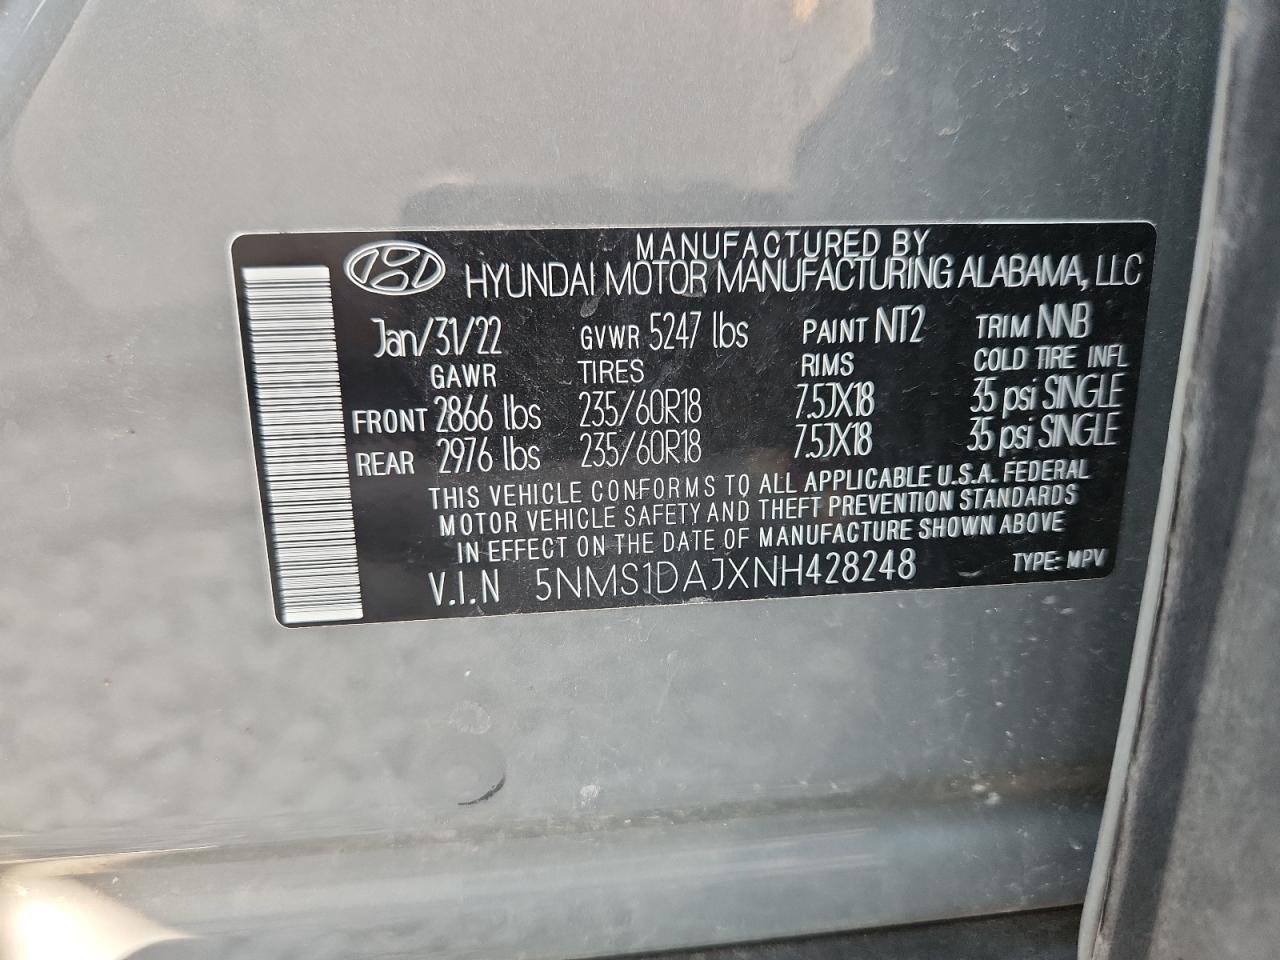 MANUFACTURED BY
HYUNDAI MOTOR MANUFACTURING ALABAMA, LLC
Jan/31/22 GVWR 5247 lbs PAINT NT2 TRIM NNB
GAWR TIRES RIMS COLD TIRE INFL
FRONT 2866 lbs 235/60R18 7.5JX18 35 psi SINGLE
REAR 2976 lbs 235/60R18 7.5JX18 35 psi SINGLE
THIS VEHICLE CONFORMS TO ALL APPLICABLE U.S.A. FEDERAL
MOTOR VEHICLE SAFETY AND THEFT PREVENTION STANDARDS
IN EFFECT ON THE DATE OF MANUFACTURE SHOWN ABOVE
V.I.N 5NMS1DAJXNH428248 TYPE: MPV